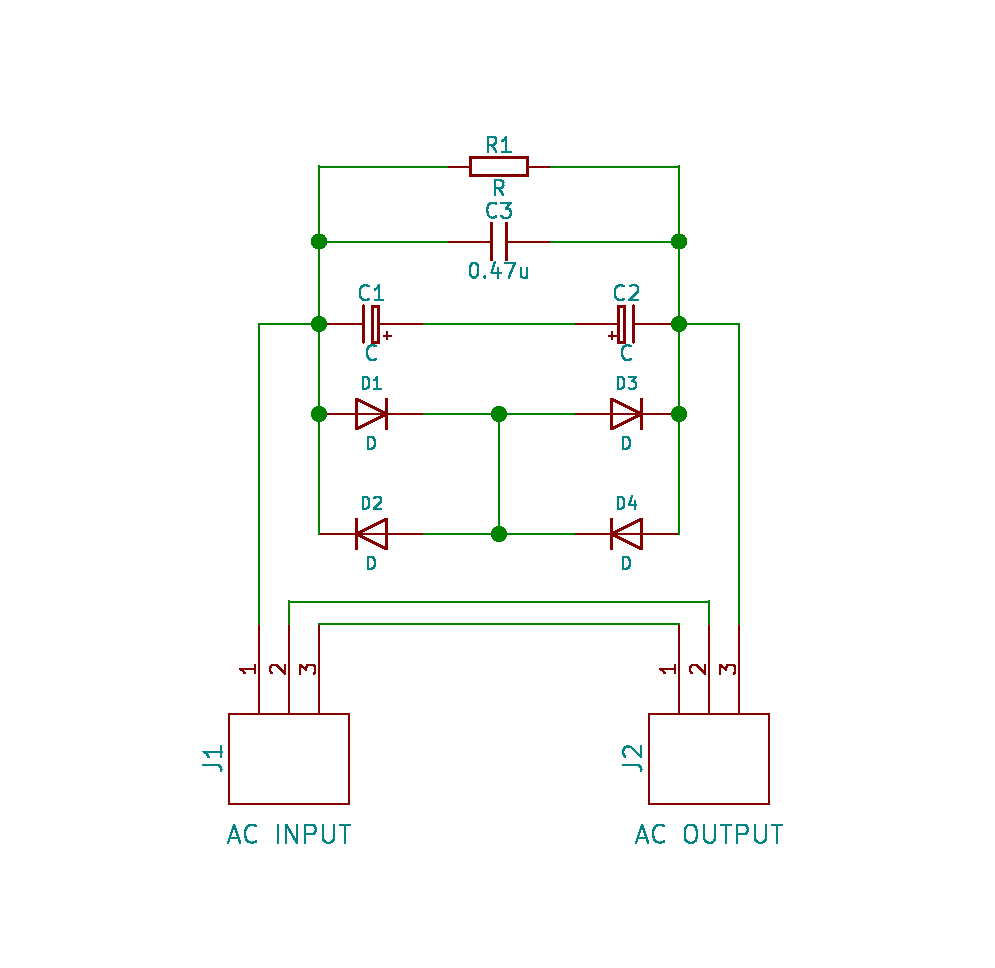 R1
R
C3
0.47u
C1 C2
+ +
C C
D1 D3
D D
D2 D4
D D
1 2 3 1 2 3
J1 J2
AC INPUT AC OUTPUT